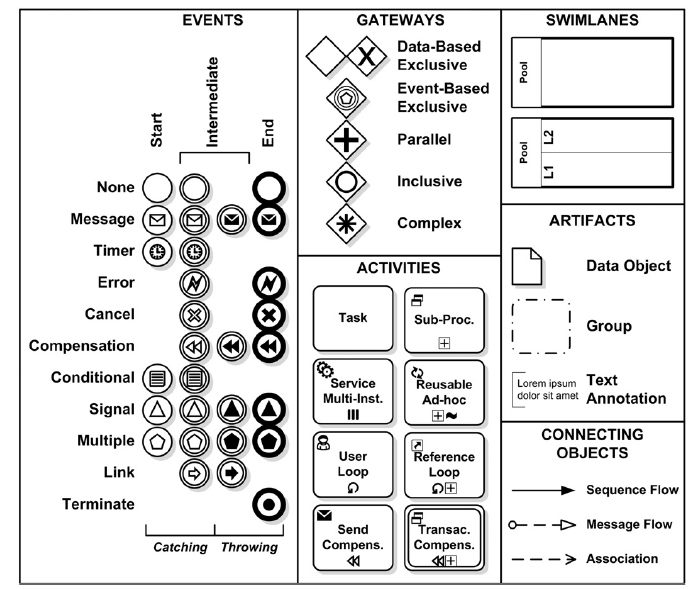 EVENTS
Start
Intermediate
End
None
Message
Timer
Error
Cancel
Compensation
Conditional
Signal
Multiple
Link
Terminate
Catching Throwing
GATEWAYS
X
Data-Based
Exclusive
Event-Based
Exclusive
Parallel
Inclusive
Complex
ACTIVITIES
Task
Sub-Proc.
Service
Multi-Inst.
Reusable
Ad-hoc
User
Loop
Reference
Loop
Send
Compens.
Transac.
Compens.
SWIMLANES
Pool
Pool
L2
L1
ARTIFACTS
Data Object
Group
Lorem ipsum
dolor sit amet
Text
Annotation
CONNECTING
OBJECTS
Sequence Flow
Message Flow
Association